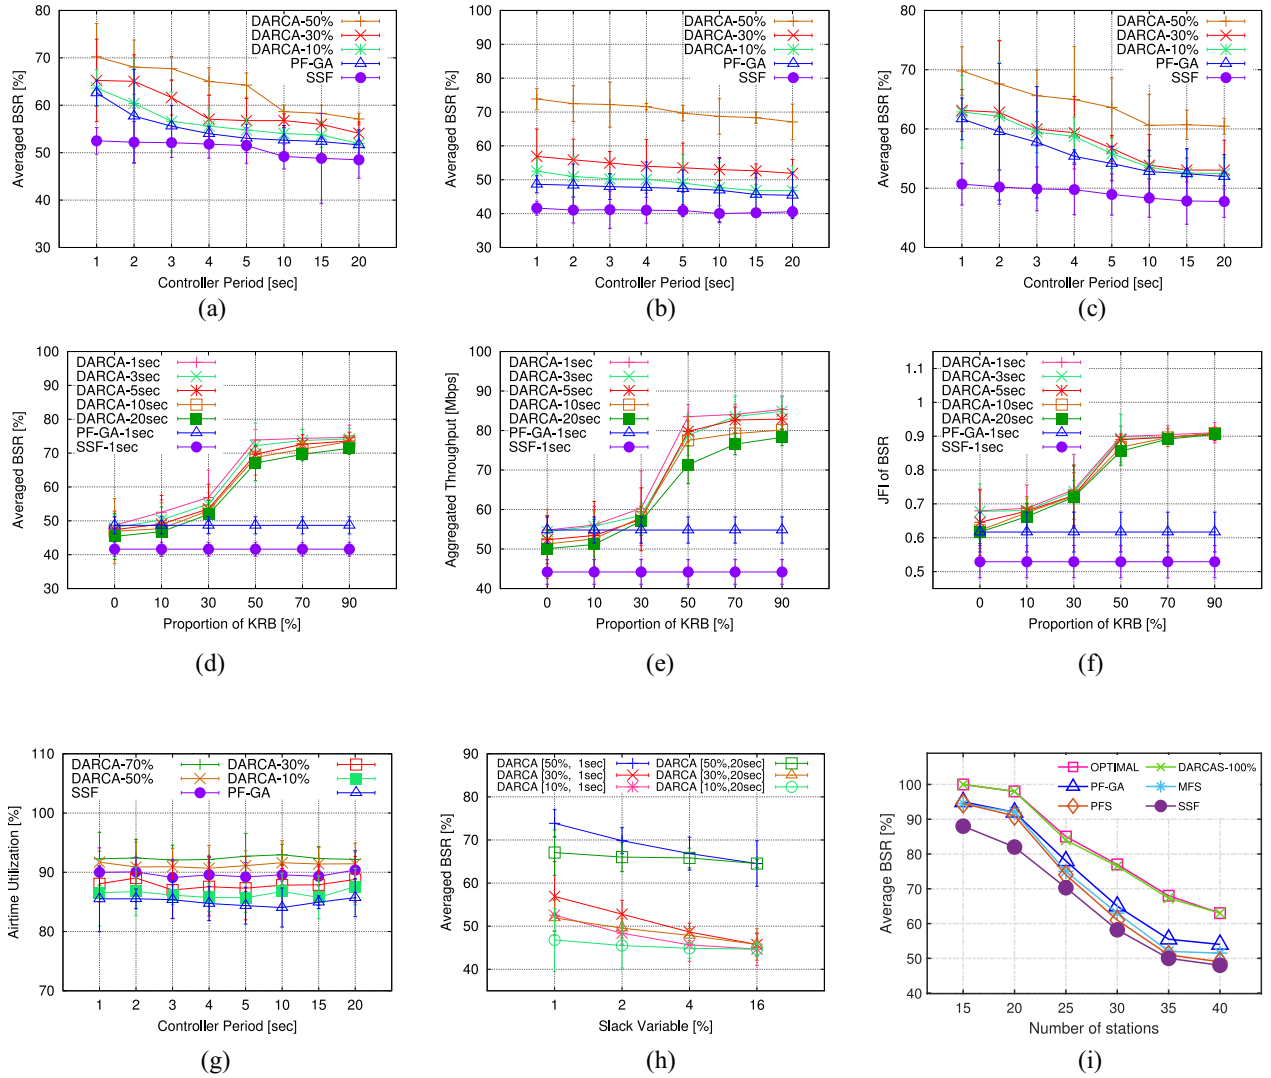 80
70
60
50
40
30
Averaged BSR [%]
DARCA-50%
DARCA-30%
DARCA-10%
PF-GA
SSF
1 2 3 4 5 10 15 20
Controller Period [sec]
(a)
100
90
80
70
60
50
40
30
Averaged BSR [%]
DARCA-50%
DARCA-30%
DARCA-10%
PF-GA
SSF
1 2 3 4 5 10 15 20
Controller Period [sec]
(b)
80
70
60
50
40
Averaged BSR [%]
DARCA-50%
DARCA-30%
DARCA-10%
PF-GA
SSF
1 2 3 4 5 10 15 20
Controller Period [sec]
(c)
100
90
80
70
60
50
40
30
Averaged BSR [%]
DARCA-1sec
DARCA-3sec
DARCA-5sec
DARCA-10sec
DARCA-20sec
PF-GA-1sec
SSF-1sec
0 10 30 50 70 90
Proportion of KRB [%]
(d)
100
90
80
70
60
50
40
Aggregated Throughput [Mbps]
DARCA-1sec
DARCA-3sec
DARCA-5sec
DARCA-10sec
DARCA-20sec
PF-GA-1sec
SSF-1sec
0 10 30 50 70 90
Proportion of KRB [%]
(e)
1.1
1
0.9
0.8
0.7
0.6
0.5
JFI of BSR
DARCA-1sec
DARCA-3sec
DARCA-5sec
DARCA-10sec
DARCA-20sec
PF-GA-1sec
SSF-1sec
0 10 30 50 70 90
Proportion of KRB [%]
(f)
110
100
90
80
70
Airtime Utilization [%]
DARCA-70% DARCA-30%
DARCA-50% DARCA-10%
SSF PF-GA
1 2 3 4 5 10 15 20
Controller Period [sec]
(g)
90
80
70
60
50
40
Averaged BSR [%]
DARCA [50%, 1sec] DARCA [50%,20sec]
DARCA [30%, 1sec] DARCA [30%,20sec]
DARCA [10%, 1sec] DARCA [10%,20sec]
1 2 4 16
Slack Variable [%]
(h)
100
90
80
70
60
50
40
Average BSR [%]
OPTIMAL DARCAS-100%
PF-GA MFS
PFS SSF
15 20 25 30 35 40
Number of stations
(i)